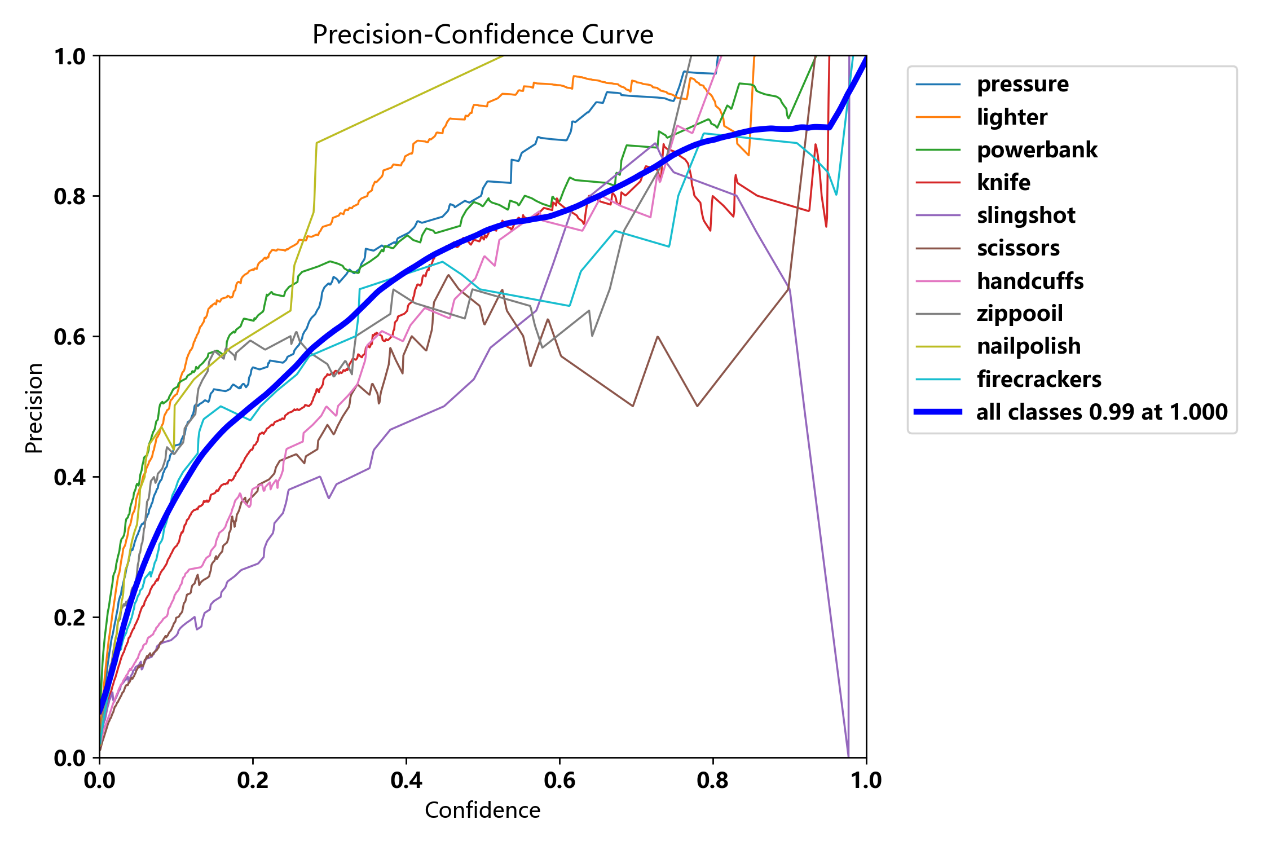 Precision-Confidence Curve
1.0
0.8
0.6
0.4
0.2
0.0
Precision
0.0 0.2 0.4 0.6 0.8 1.0
Confidence
pressure
lighter
powerbank
knife
slingshot
scissors
handcuffs
zippooil
nailpolish
firecrackers
all classes 0.99 at 1.000